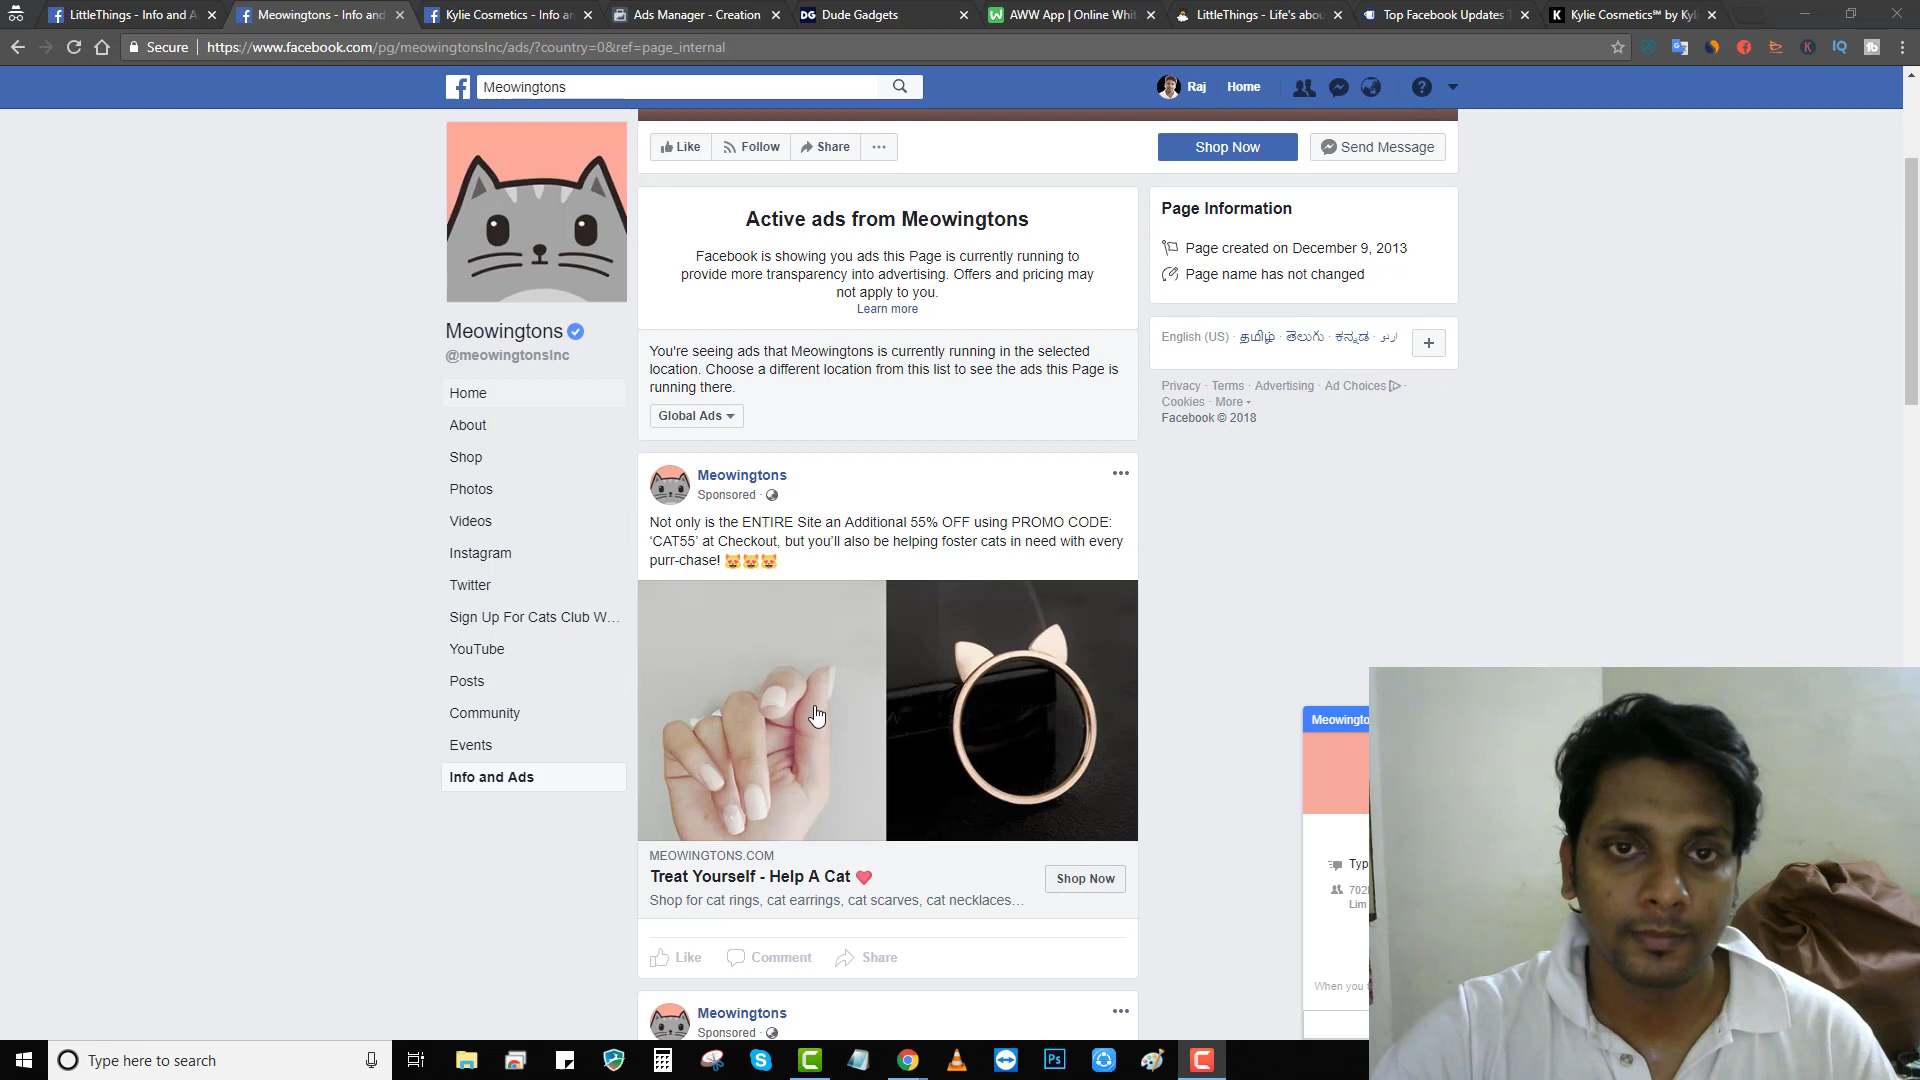 LittleThings - Info and A
Meowingtons - Info and
Kylie Cosmetics - Info an
Ads Manager - Creation
Dude Gadgets
AWW App | Online Whit
LittleThings - Life's abou
Top Facebook Updates T
Kylie Cosmetics℠ by Kyli
Secure
https://www.facebook.com/pg/meowingtonsInc/ads/?country=0&ref=page_internal
Meowingtons
Raj
Home
Like
Follow
Share
Shop Now
Send Message
Active ads from Meowingtons
Facebook is showing you ads this Page is currently running to
provide more transparency into advertising. Offers and pricing may
not apply to you.
Learn more
You're seeing ads that Meowingtons is currently running in the selected
location. Choose a different location from this list to see the ads this Page is
running there.
Global Ads
Page Information
Page created on December 9, 2013
Page name has not changed
English (US) · தமிழ் · తెలుగు · ಕನ್ನಡ · اردو
Privacy · Terms · Advertising · Ad Choices ·
Cookies · More
Facebook © 2018
Meowingtons
@meowingtonsInc
Home
About
Shop
Photos
Videos
Instagram
Twitter
Sign Up For Cats Club W...
YouTube
Posts
Community
Events
Info and Ads
Meowingtons
Sponsored ·
Not only is the ENTIRE Site an Additional 55% OFF using PROMO CODE:
‘CAT55’ at Checkout, but you’ll also be helping foster cats in need with every
purr-chase! 😻😻😻
MEOWINGTONS.COM
Treat Yourself - Help A Cat ❤
Shop for cat rings, cat earrings, cat scarves, cat necklaces…
Shop Now
Like
Comment
Share
Meowingtons
Sponsored ·
Meowingto
Typ
702
Lim
When you
Type here to search